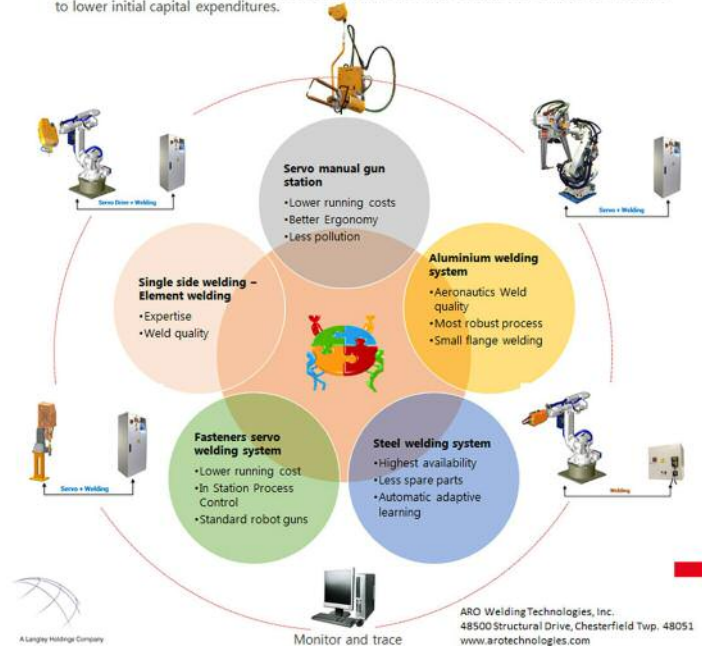 to lower initial capital expenditures.
Servo manual gun
station
•Lower running costs
•Better Ergonomy
•Less pollution
Servo Drive + Welding
Servo + Welding
Single side welding –
Element welding
•Expertise
•Weld quality
Aluminium welding
system
•Aeronautics Weld
quality
•Most robust process
•Small flange welding
Fasteners servo
welding system
•Lower running cost
•In Station Process
Control
•Standard robot guns
Steel welding system
•Highest availability
•Less spare parts
•Automatic adaptive
learning
Servo + Welding
Welding
Monitor and trace
A Langley Holdings Company
ARO Welding Technologies, Inc.
48500 Structural Drive, Chesterfield Twp. 48051
www.arotechnologies.com